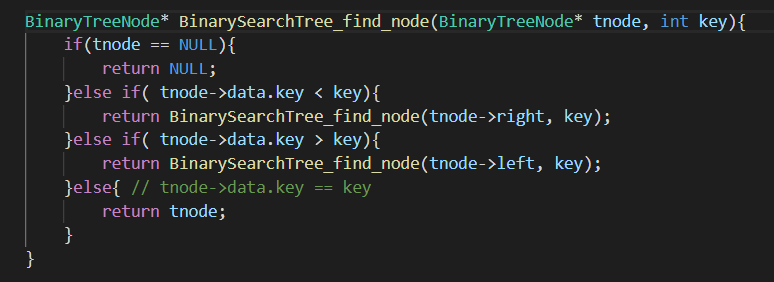 BinaryTreeNode* BinarySearchTree_find_node(BinaryTreeNode* tnode, int key){
    if(tnode == NULL){
        return NULL;
    }else if( tnode->data.key < key){
        return BinarySearchTree_find_node(tnode->right, key);
    }else if( tnode->data.key > key){
        return BinarySearchTree_find_node(tnode->left, key);
    }else{ // tnode->data.key == key
        return tnode;
    }
}